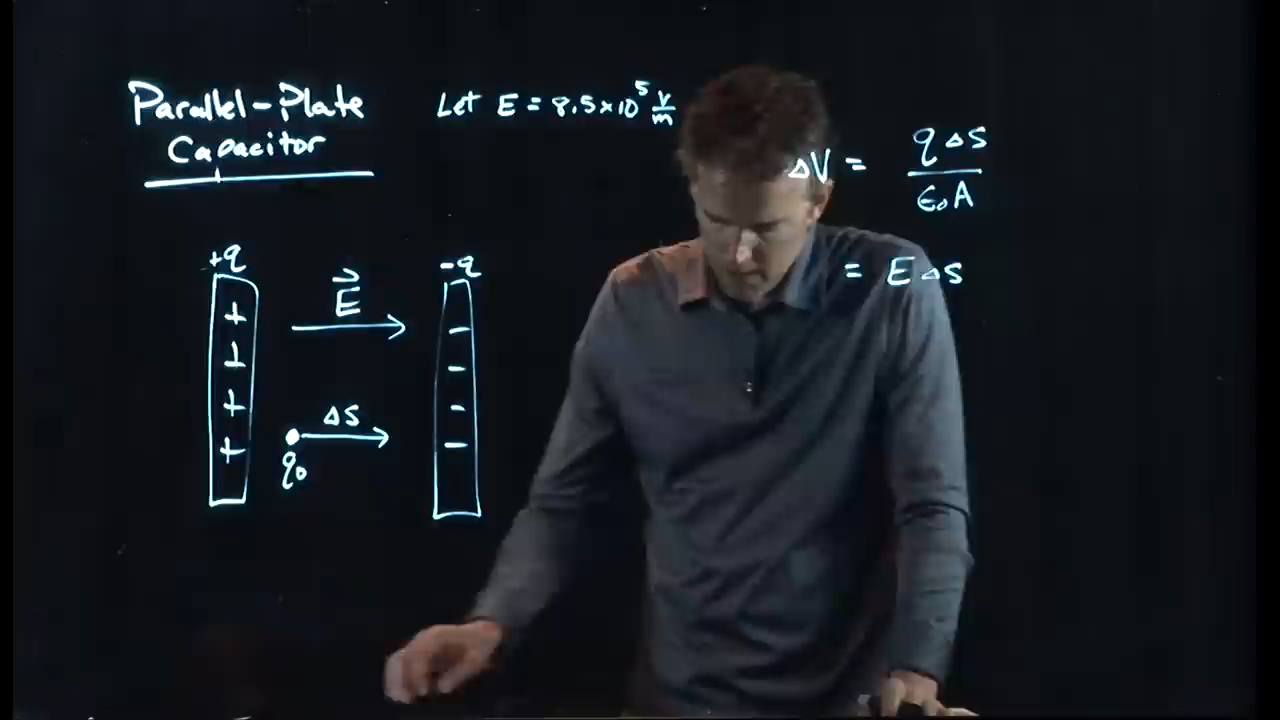 Parallel-Plate
Capacitor
Let E = 8.5×10⁵ V/m
ΔV = qΔS/ϵ₀A
= EΔS
+q
-q
E⃗
+
+
+
+
-
-
-
-
ΔS
q₀